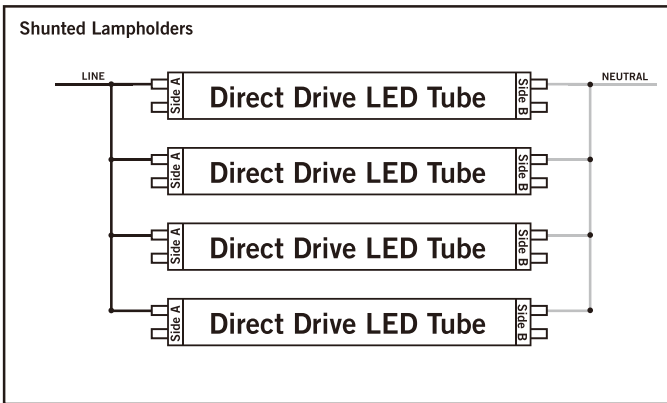 Shunted Lampholders
LINE
NEUTRAL
Side A
Direct Drive LED Tube
Side B
Side A
Direct Drive LED Tube
Side B
Side A
Direct Drive LED Tube
Side B
Side A
Direct Drive LED Tube
Side B